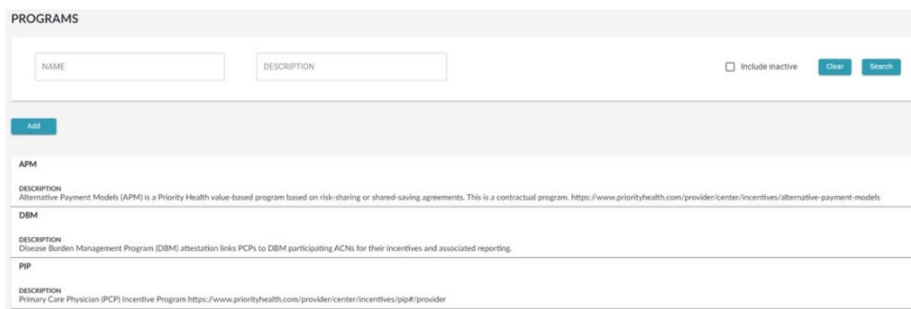 PROGRAMS
NAME
DESCRIPTION
Include inactive
Clear
Search
Add
APM
DESCRIPTION
Alternative Payment Models (APM) is a Priority Health value-based program based on risk-sharing or shared-saving agreements. This is a contractual program. https://www.priorityhealth.com/provider/center/incentives/alternative-payment-models
DBM
DESCRIPTION
Disease Burden Management Program (DBM) attestation links PCPs to DBM participating ACNs for their incentives and associated reporting.
PIP
DESCRIPTION
Primary Care Physician (PCP) Incentive Program https://www.priorityhealth.com/provider/center/incentives/pip#/provider